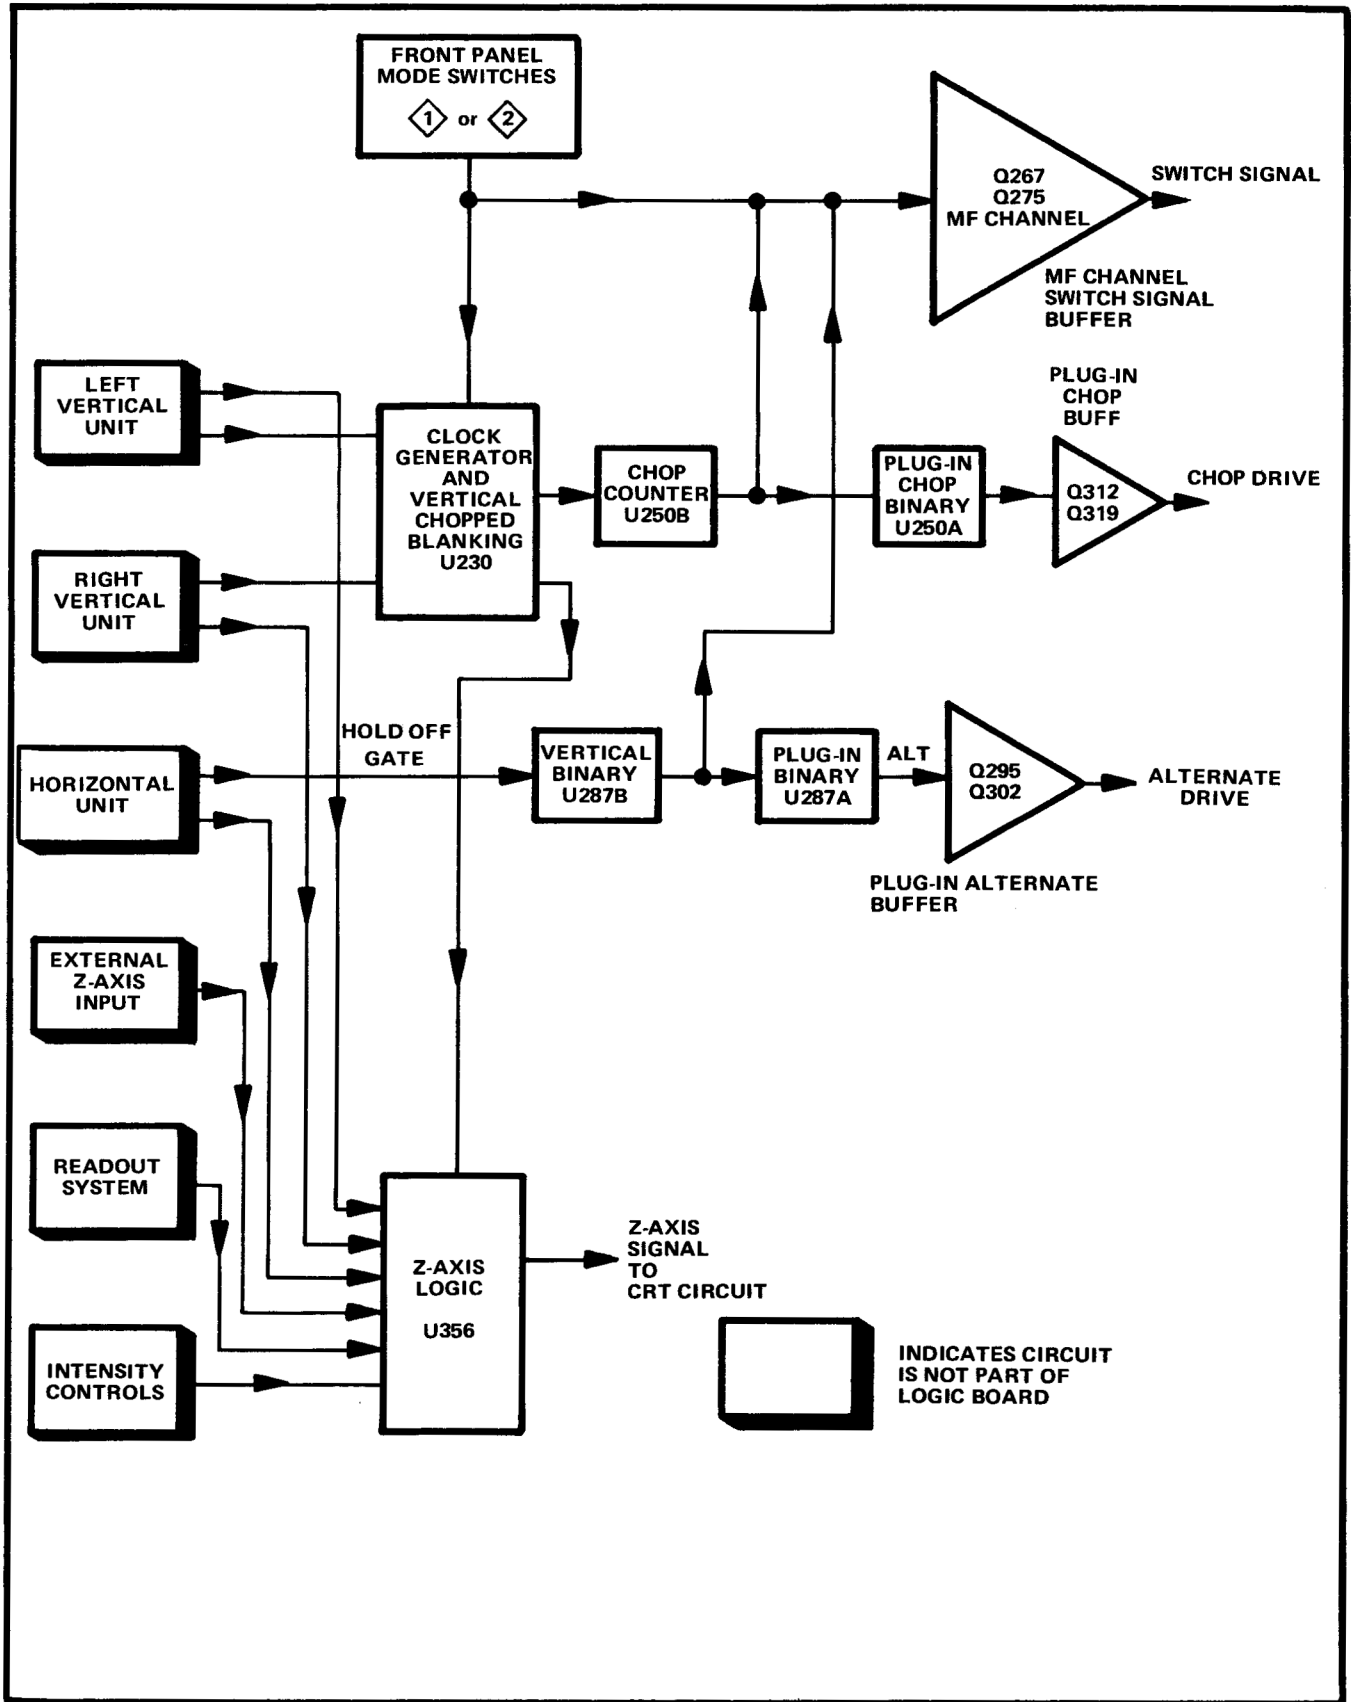 FRONT PANEL
MODE SWITCHES
1 or 2
Q267
Q275
MF CHANNEL
SWITCH SIGNAL
MF CHANNEL
SWITCH SIGNAL
BUFFER
LEFT
VERTICAL
UNIT
CLOCK
GENERATOR
AND
VERTICAL
CHOPPED
BLANKING
U230
CHOP
COUNTER
U250B
PLUG-IN
CHOP
BINARY
U250A
PLUG-IN
CHOP
BUFF
Q312
Q319
CHOP DRIVE
RIGHT
VERTICAL
UNIT
HORIZONTAL
UNIT
HOLD OFF
GATE
VERTICAL
BINARY
U287B
PLUG-IN
BINARY
U287A
ALT
Q295
Q302
ALTERNATE
DRIVE
PLUG-IN ALTERNATE
BUFFER
EXTERNAL
Z-AXIS
INPUT
READOUT
SYSTEM
INTENSITY
CONTROLS
Z-AXIS
LOGIC
U356
Z-AXIS
SIGNAL
TO
CRT CIRCUIT
INDICATES CIRCUIT
IS NOT PART OF
LOGIC BOARD